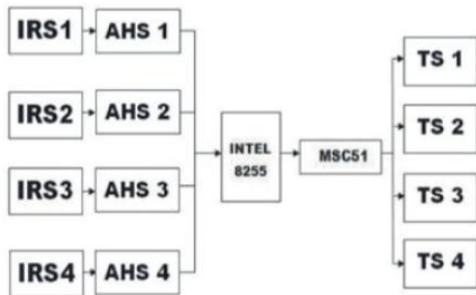 IRS1
AHS 1
IRS2
AHS 2
IRS3
AHS 3
IRS4
AHS 4
INTEL
8255
MSC51
TS 1
TS 2
TS 3
TS 4